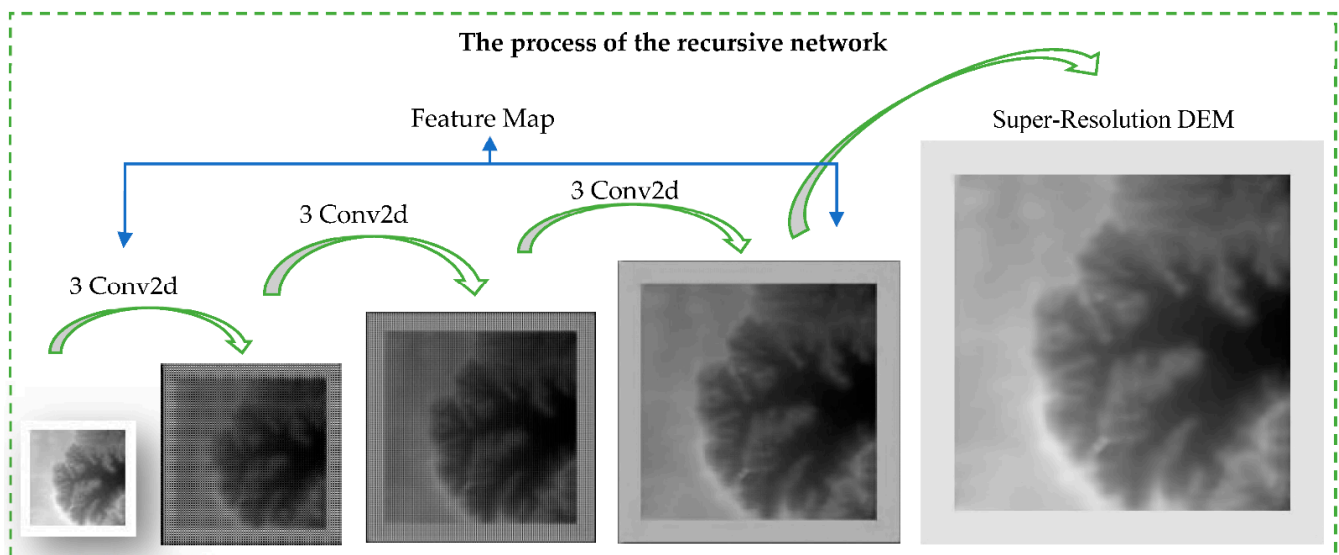 The process of the recursive network
Feature Map
Super-Resolution DEM
3 Conv2d
3 Conv2d
3 Conv2d